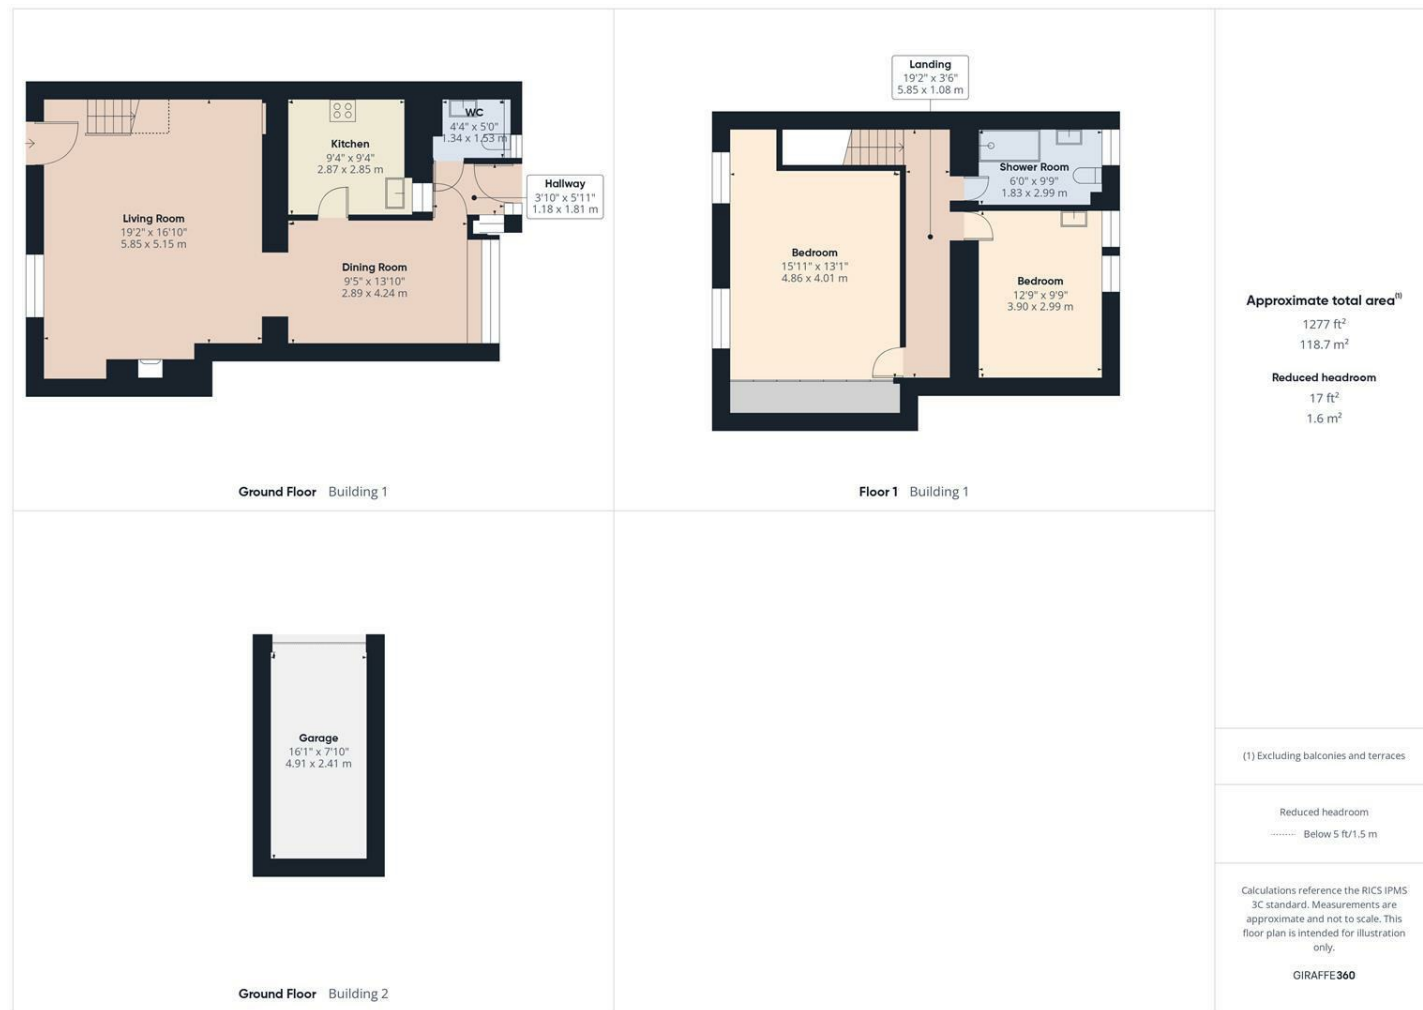 Living Room
19'2" x 16'10"
5.85 x 5.15 m
Kitchen
9'4" x 9'4"
2.87 x 2.85 m
WC
4'4" x 5'0"
1.34 x 1.53 m
Hallway
3'10" x 5'11"
1.18 x 1.81 m
Dining Room
9'5" x 13'10"
2.89 x 4.24 m
Ground Floor Building 1
Landing
19'2" x 3'6"
5.85 x 1.08 m
Shower Room
6'0" x 9'9"
1.83 x 2.99 m
Bedroom
15'11" x 13'1"
4.86 x 4.01 m
Bedroom
12'9" x 9'9"
3.90 x 2.99 m
Floor 1 Building 1
Garage
16'1" x 7'10"
4.91 x 2.41 m
Ground Floor Building 2
Approximate total area(1)
1277 ft²
118.7 m²
Reduced headroom
17 ft²
1.6 m²
(1) Excluding balconies and terraces
Reduced headroom
Below 5 ft/1.5 m
Calculations reference the RICS IPMS
3C standard. Measurements are
approximate and not to scale. This
floor plan is intended for illustration
only.
GIRAFFE360